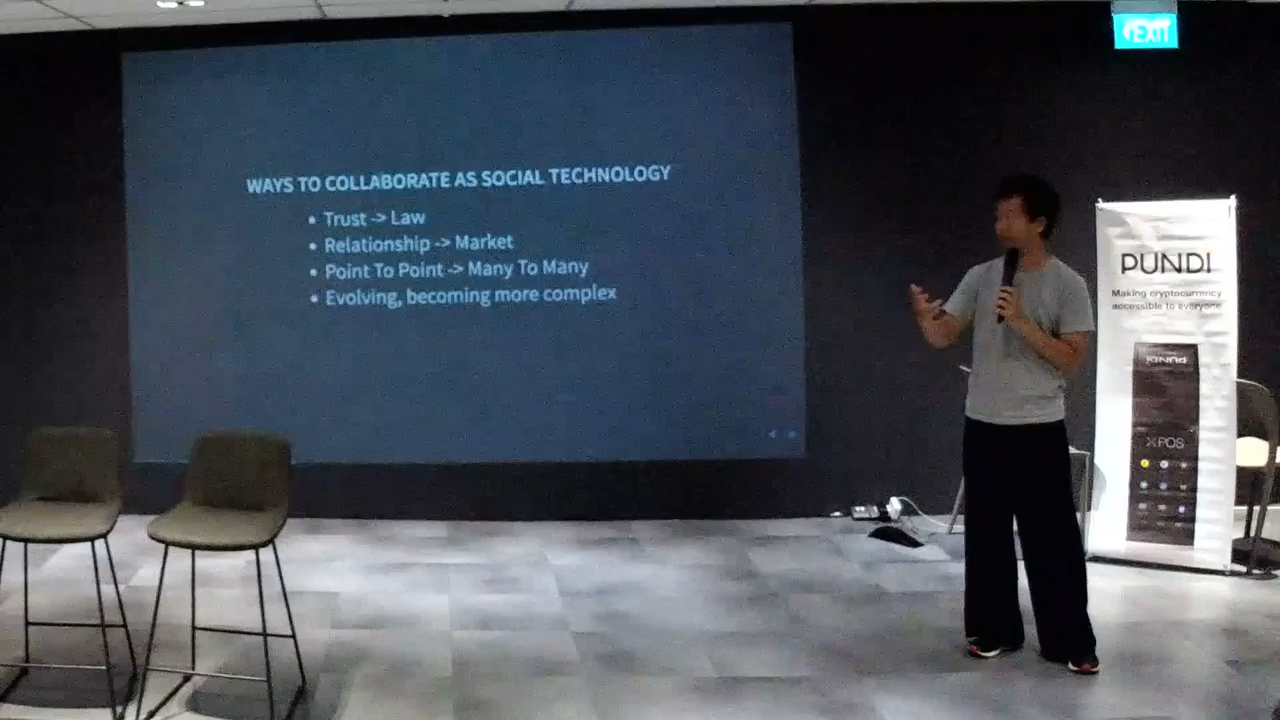 WAYS TO COLLABORATE AS SOCIAL TECHNOLOGY
• Trust -> Law
• Relationship -> Market
• Point To Point -> Many To Many
• Evolving, becoming more complex
EXIT
PUNDI
Making cryptocurrency
accessible to everyone
PUNDI
XPOS